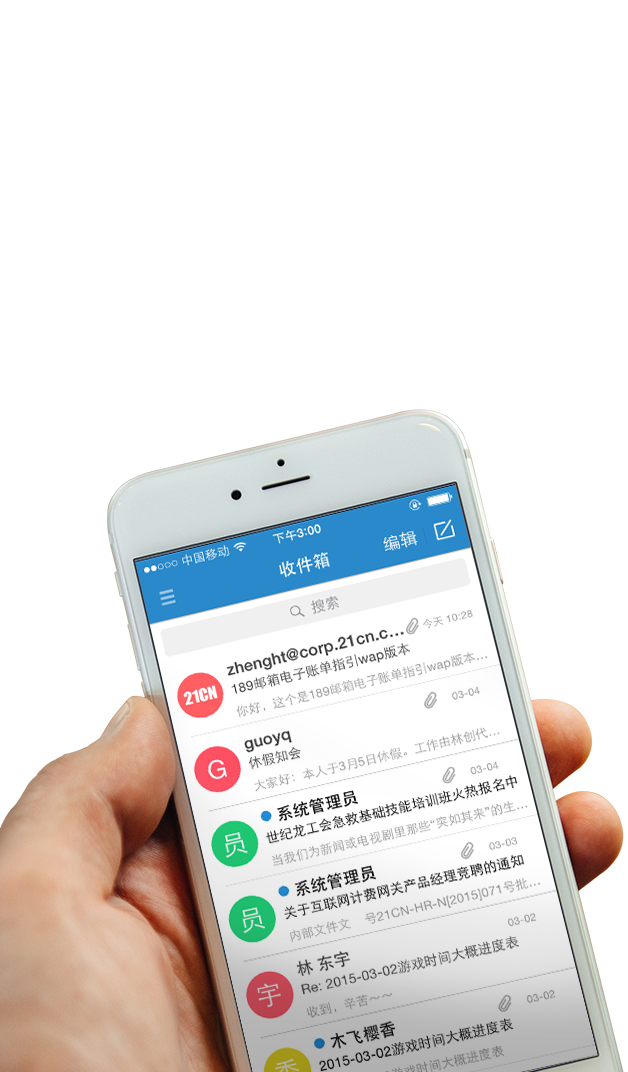 中国移动
下午3:00
收件箱
编辑
搜索
zhenght@corp.21cn.c...
今天 10:28
21CN
189邮箱电子账单指引wap版本
你好，这个是189邮箱电子账单指引wap版本...
guoyq
03-04
G
休假知会
大家好：本人于3月5日休假。工作由林创代...
系统管理员
03-04
员
世纪龙工会急救基础技能培训班火热报名中
当我们为新闻或电视剧里那些“突如其来”的生...
系统管理员
03-03
员
关于互联网计费网关产品经理竞聘的通知
内部文件文 号21CN-HR-N[2015]071号批...
林 东宇
03-02
宇
Re: 2015-03-02游戏时间大概进度表
收到，辛苦～～
木飞樱香
03-02
香
2015-03-02游戏时间大概进度表
2015-03-02游戏时间大概进度表